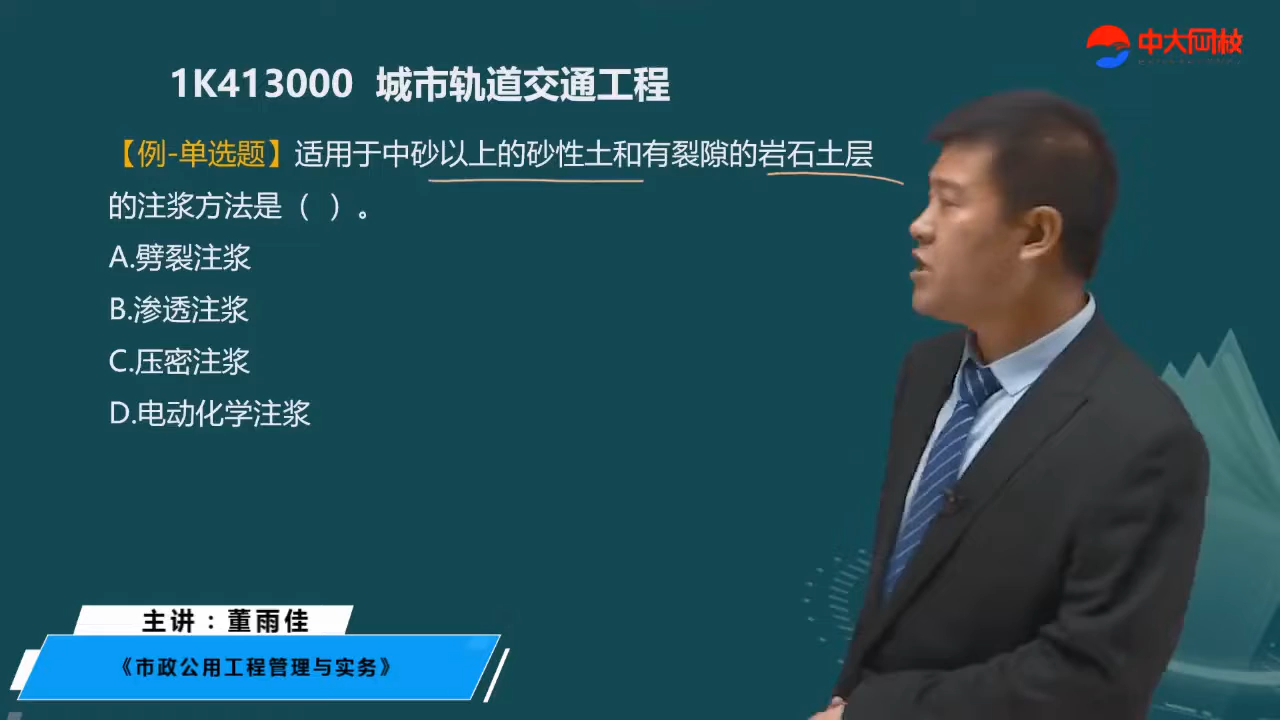 中大网校
1K413000 城市轨道交通工程
【例-单选题】适用于中砂以上的砂性土和有裂隙的岩石土层
的注浆方法是（ ）。
A.劈裂注浆
B.渗透注浆
C.压密注浆
D.电动化学注浆
主讲：董雨佳
《市政公用工程管理与实务》